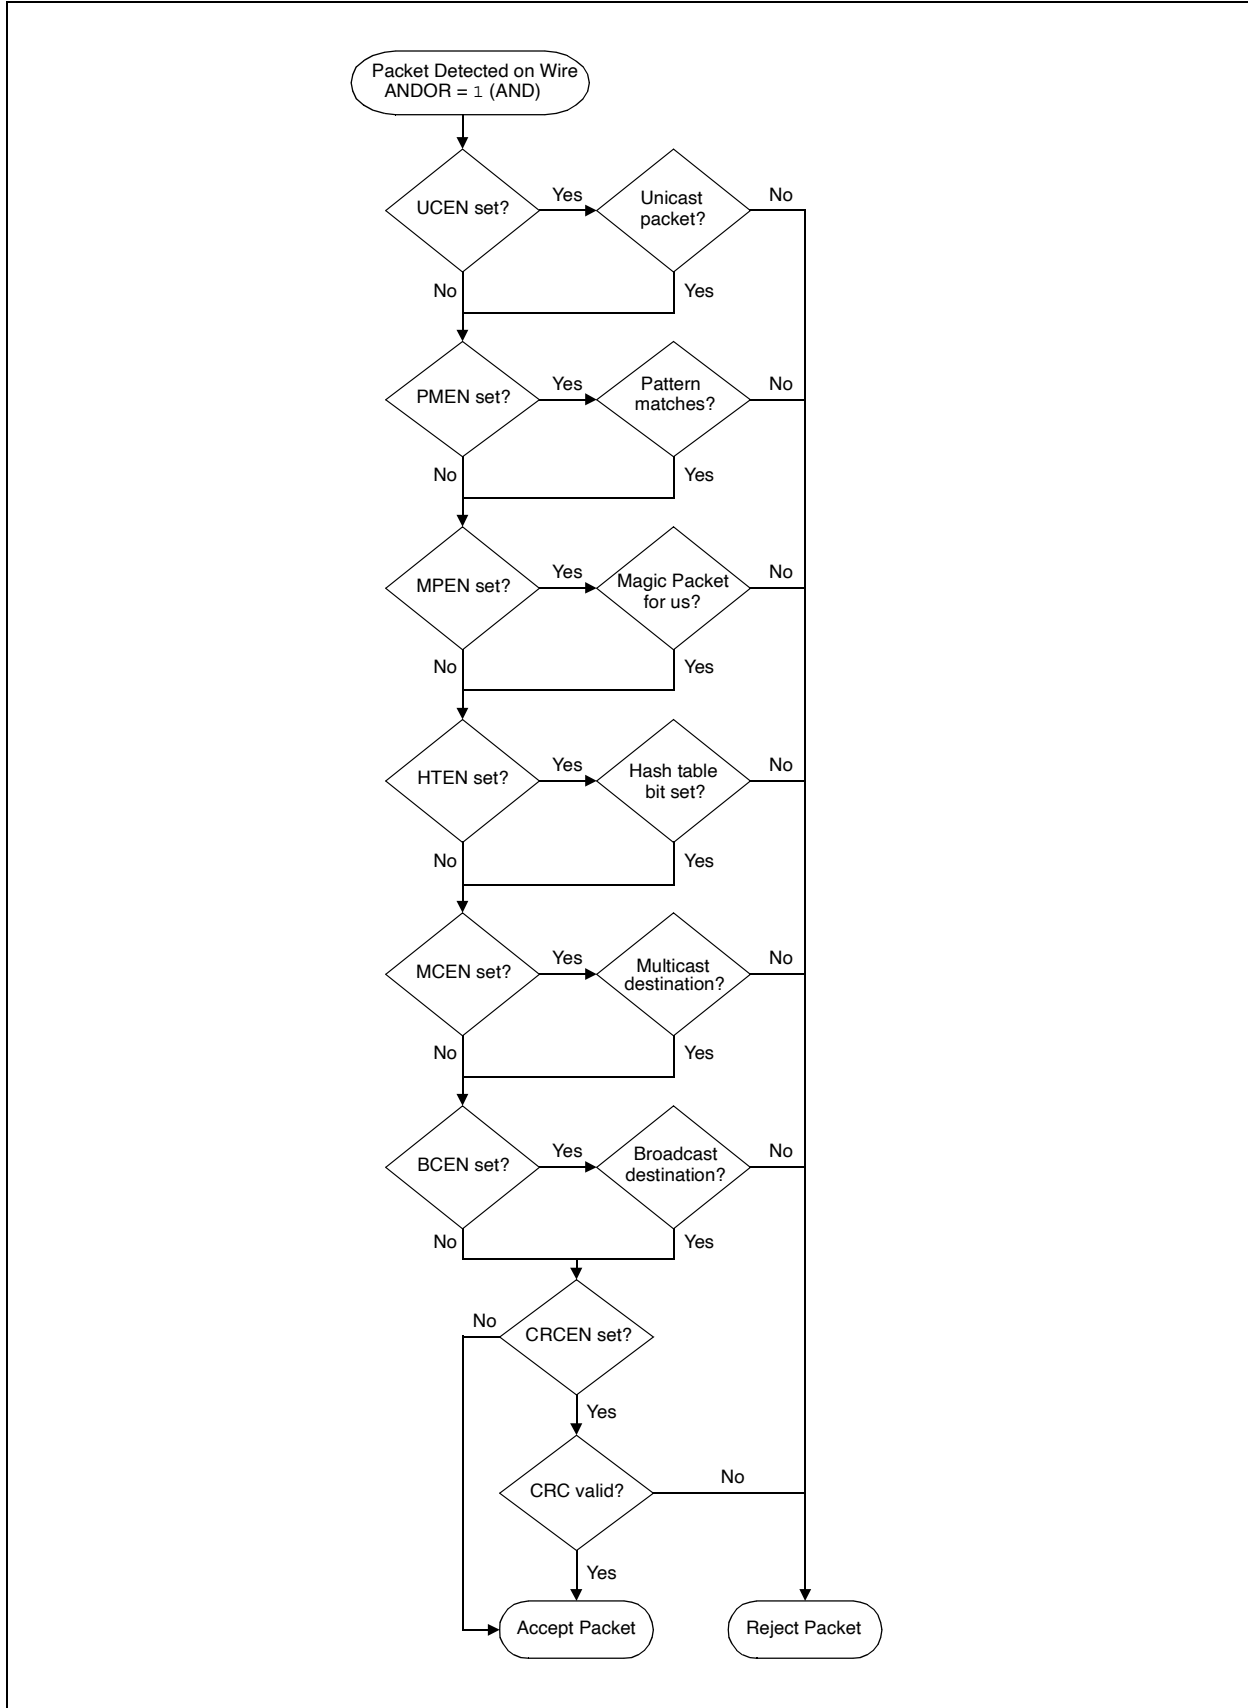 Packet Detected on Wire
ANDOR = 1 (AND)
UCEN set?
Yes
Unicast
packet?
No
No
Yes
PMEN set?
Yes
Pattern
matches?
No
No
Yes
MPEN set?
Yes
Magic Packet
for us?
No
No
Yes
HTEN set?
Yes
Hash table
bit set?
No
No
Yes
MCEN set?
Yes
Multicast
destination?
No
No
Yes
BCEN set?
Yes
Broadcast
destination?
No
No
Yes
No
CRCEN set?
Yes
CRC valid?
No
Yes
Accept Packet
Reject Packet